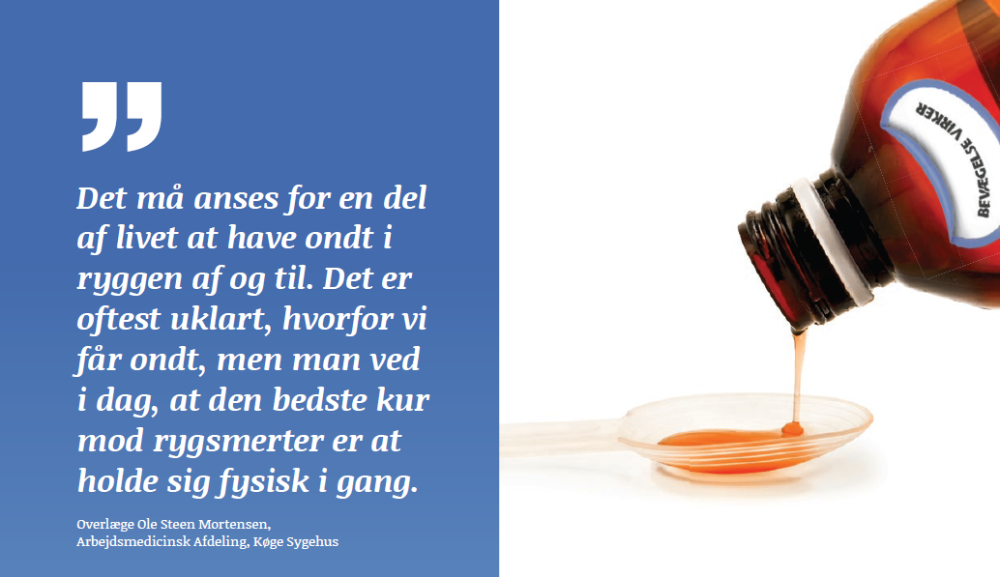 ”
Det må anses for en del
af livet at have ondt i
ryggen af og til. Det er
oftest uklart, hvorfor vi
får ondt, men man ved
i dag, at den bedste kur
mod rygsmerter er at
holde sig fysisk i gang.
Overlæge Ole Steen Mortensen,
Arbejdsmedicinsk Afdeling, Køge Sygehus
BEVÆGELSE VIRKER